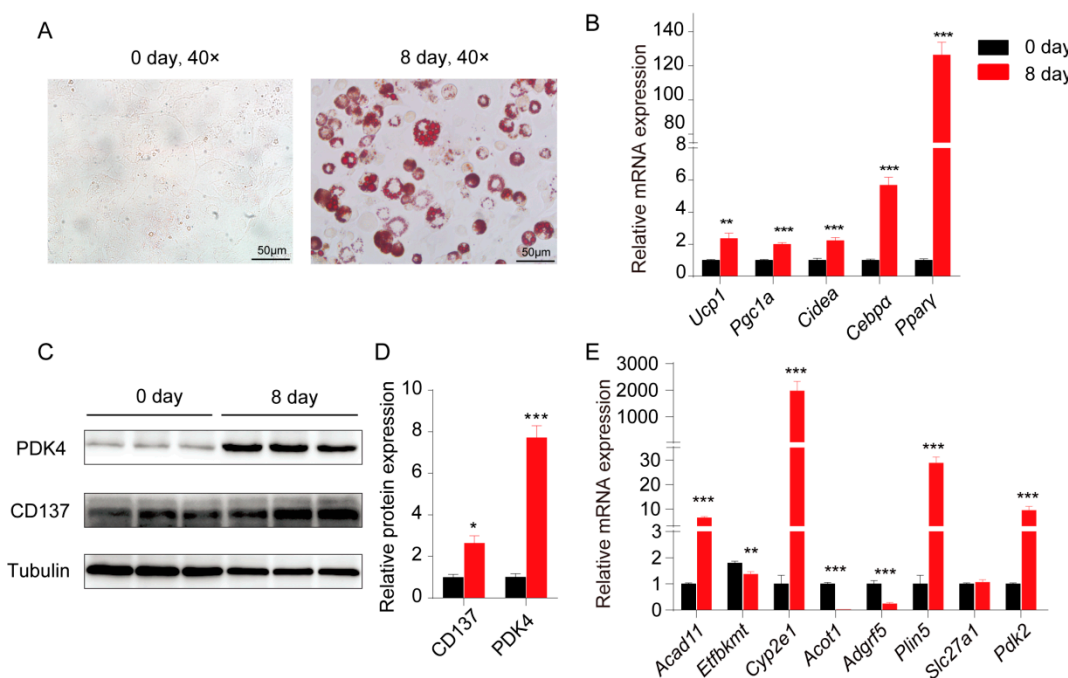 A
0 day, 40×
8 day, 40×
50μm
50μm
B
Relative mRNA expression
140
120
100
80
60
8
6
4
2
0
**
***
***
***
***
Ucp1
Pgc1a
Cidea
Cebpα
Pparγ
0 day
8 day
C
0 day
8 day
PDK4
CD137
Tubulin
D
Relative protein expression
10
8
6
4
2
0
*
***
CD137
PDK4
E
Relative mRNA expression
3000
2000
1000
30
20
10
3
2
1
0
***
**
***
***
***
***
***
Acad11
Etfbkmt
Cyp2e1
Acot1
Adgrf5
Plin5
Slc27a1
Pdk2